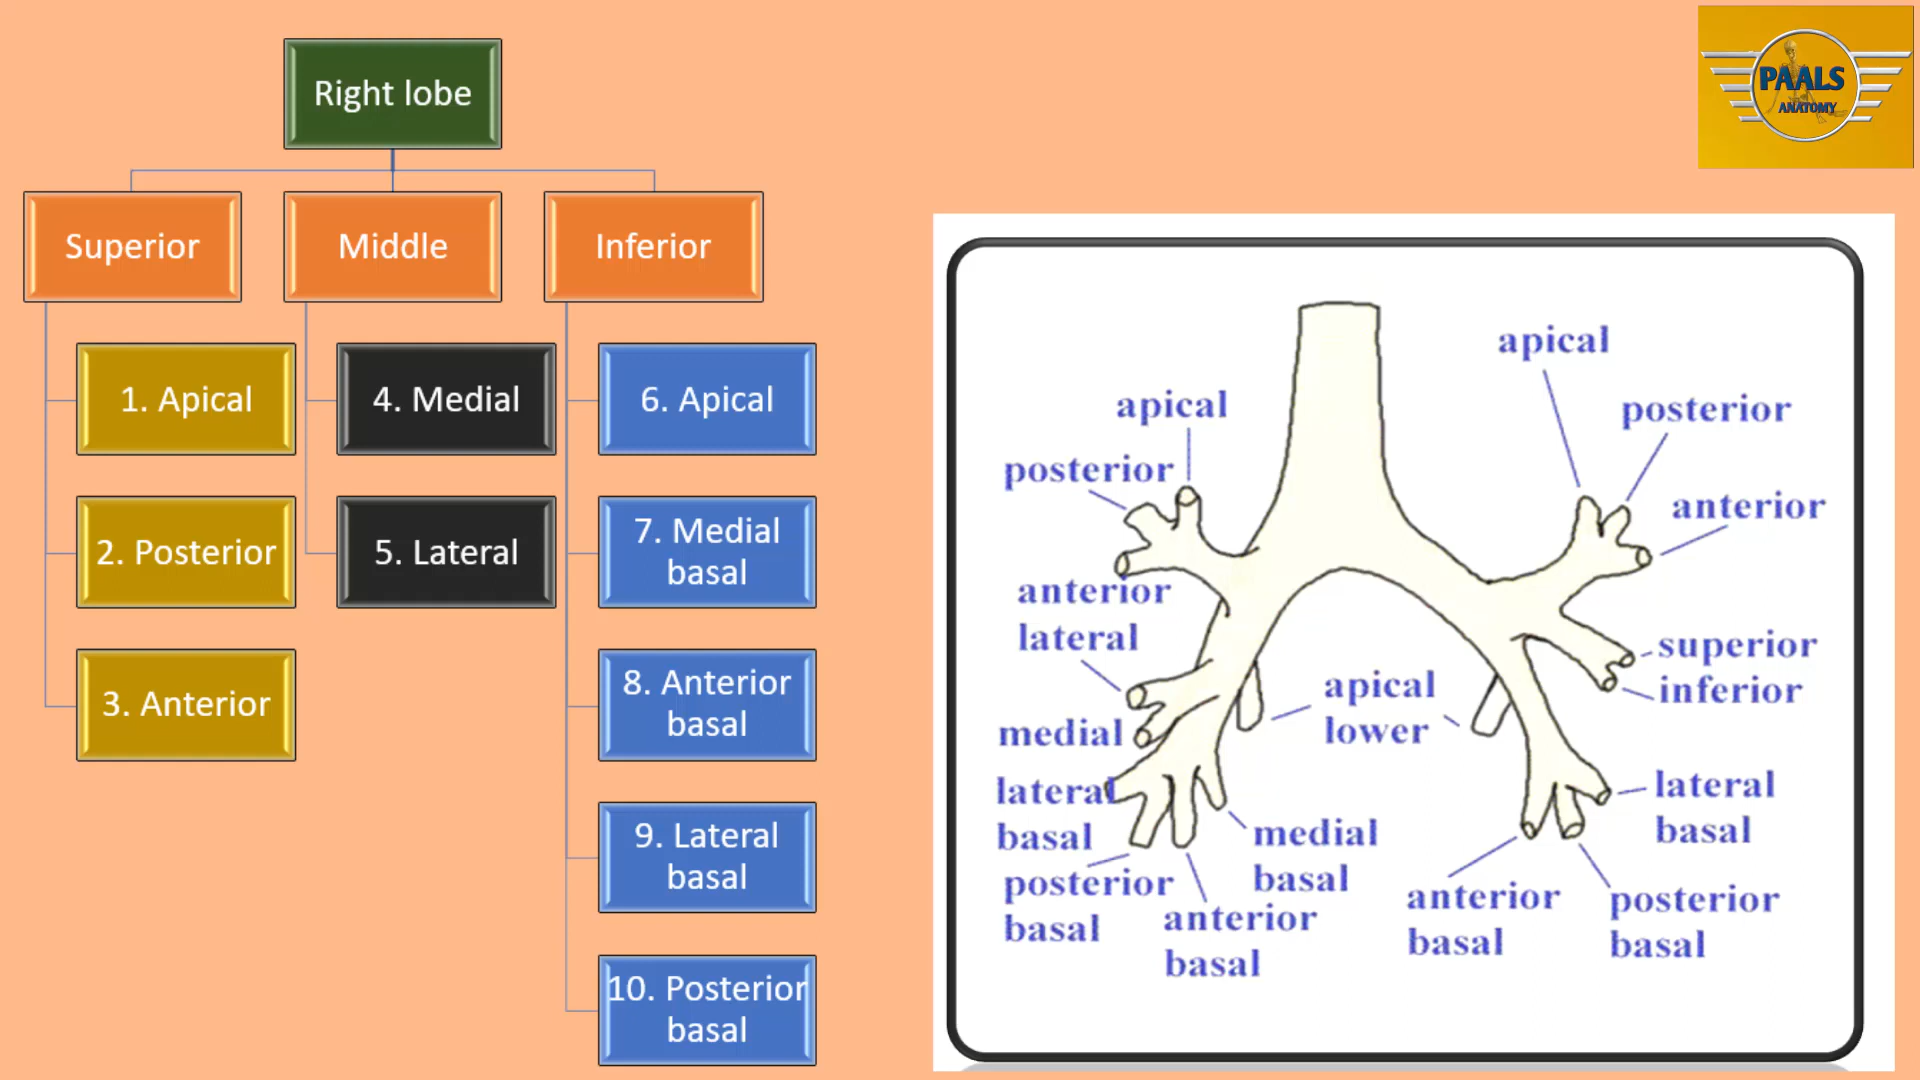 Right lobe
Superior
Middle
Inferior
1. Apical
2. Posterior
3. Anterior
4. Medial
5. Lateral
6. Apical
7. Medial
basal
8. Anterior
basal
9. Lateral
basal
10. Posterior
basal
PAALS
ANATOMY
apical
posterior
anterior
lateral
medial
lateral
basal
posterior
basal
anterior
basal
medial
basal
apical
lower
apical
posterior
anterior
superior
inferior
lateral
basal
anterior
basal
posterior
basal